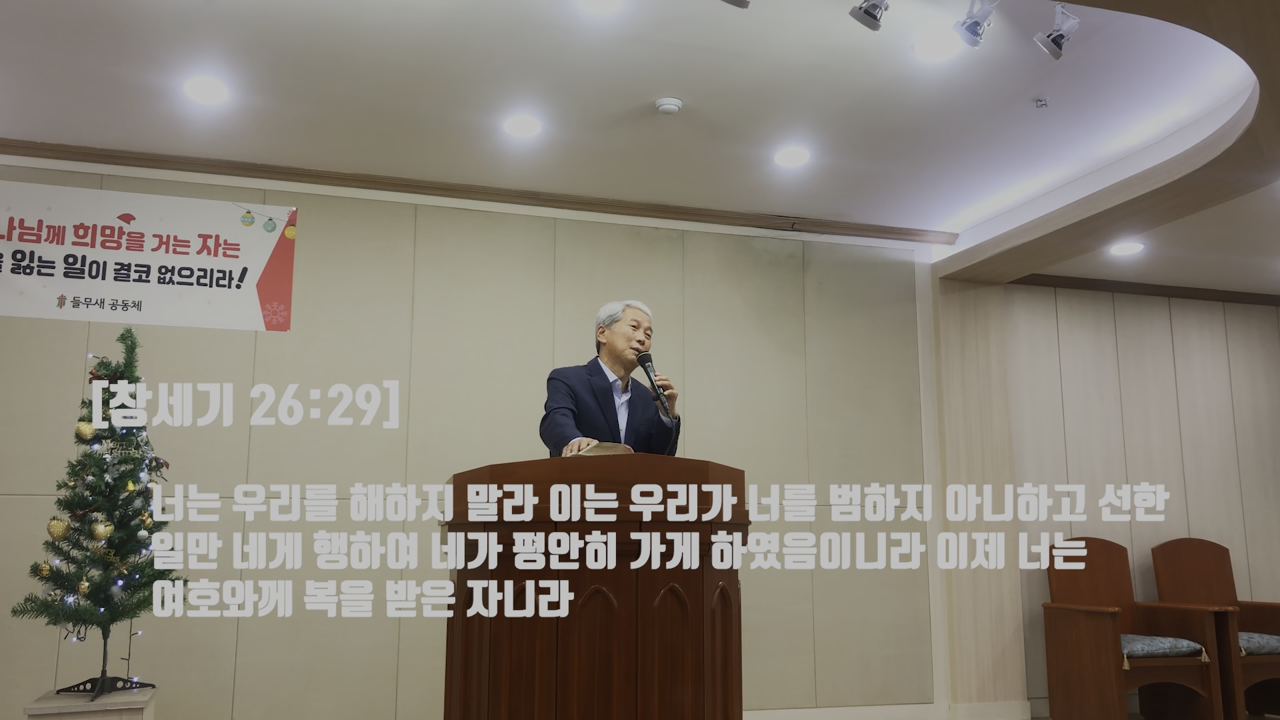 나님께 희망을 거는 자는
을 잃는 일이 결코 없으리라!
들무새 공동체
[창세기 26:29]
너는 우리를 해하지 말라 이는 우리가 너를 범하지 아니하고 선한
일만 네게 행하여 네가 평안히 가게 하였음이니라 이제 너는
여호와께 복을 받은 자니라